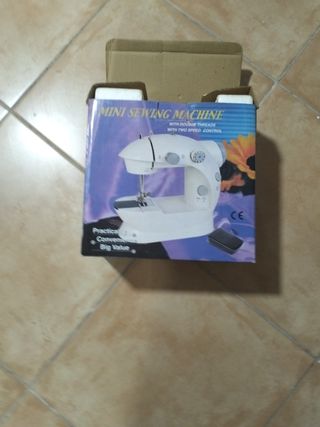 MINI SEWING MACHINE
WITH DOUBLE THREADS
WITH TWO SPEED CONTROL
CE
Practical
Convenient
Big Value